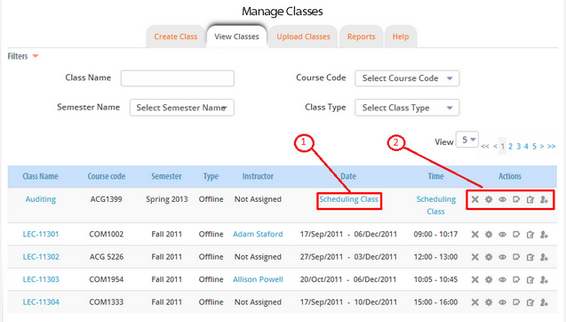 Manage Classes
Create Class View Classes Upload Classes Reports Help
Filters
Class Name Course Code Select Course Code
Semester Name Select Semester Name Class Type Select Class Type
1 2
View 5 << < 1 2 3 4 5 > >>
Class Name Course code Semester Type Instructor Date Time Actions
Auditing ACG1399 Spring 2013 Offline Not Assigned Scheduling Class Scheduling
Class
LEC-11301 COM1002 Fall 2011 Offline Adam Staford 17/Sep/2011 - 06/Dec/2011 09:00 - 10:17
LEC-11302 ACG 5226 Fall 2011 Offline Not Assigned 27/Sep/2011 - 03/Dec/2011 12:00 - 13:00
LEC-11303 COM1954 Fall 2011 Offline Allison Powell 20/Oct/2011 - 06/Dec/2011 10:05 - 10:45
LEC-11304 COM1333 Fall 2011 Offline Not Assigned 17/Sep/2011 - 10/Dec/2011 15:00 - 16:00